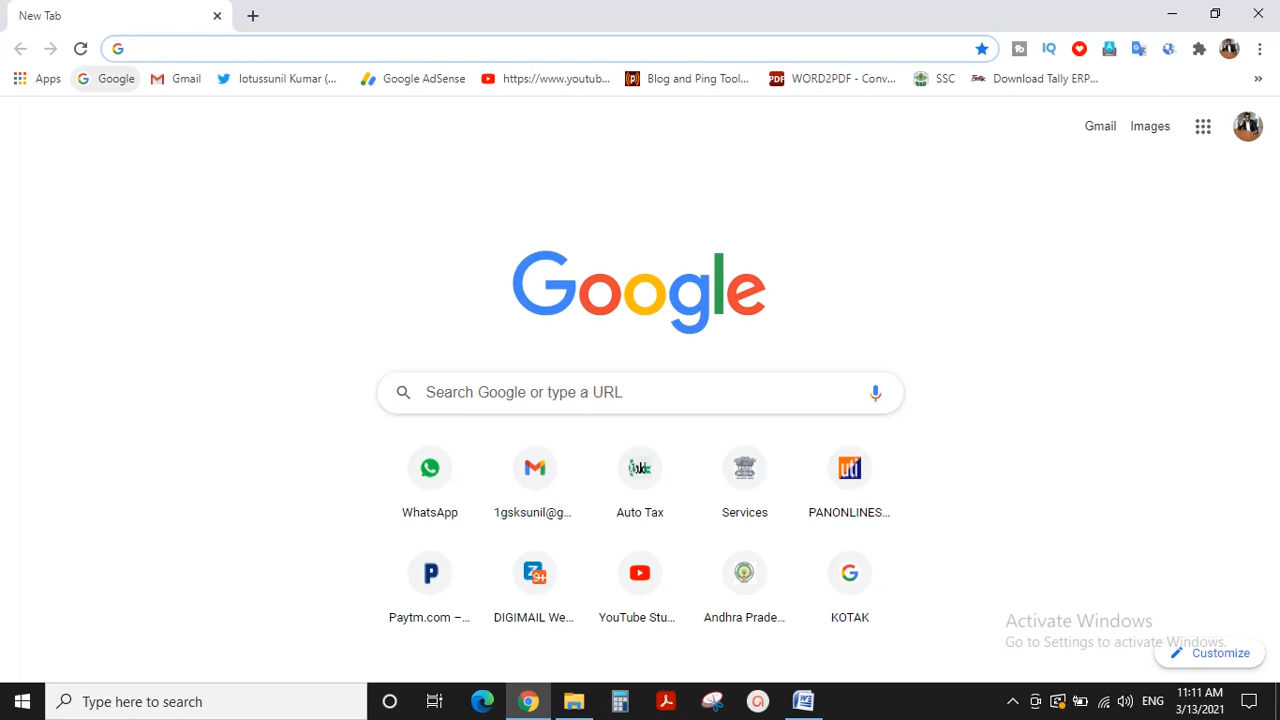 New Tab
Apps Google Gmail lotussunil Kumar (... Google AdSense https://www.youtub... Blog and Ping Tool... WORD2PDF - Conv... SSC Download Tally ERP... »
Gmail Images
Google
Search Google or type a URL
WhatsApp 1gsksunil@g... Auto Tax Services PANONLINES...
Paytm.com –... DIGIMAIL We... YouTube Stu... Andhra Prade... KOTAK
Activate Windows
Go to Settings to activate Windows.
Customize
Type here to search
ENG
11:11 AM
3/13/2021